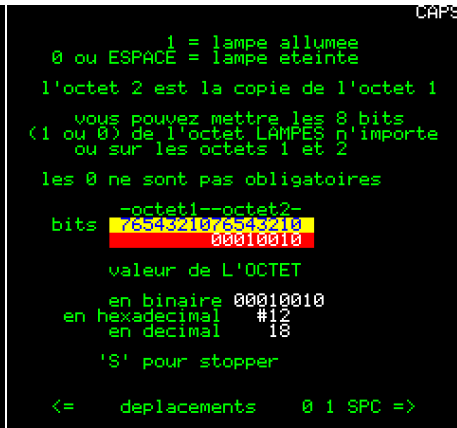 CAPS
1 = lampe allumee
0 ou ESPACE = lampe eteinte
l'octet 2 est la copie de l'octet 1
vous pouvez mettre les 8 bits
(1 ou 0) de l'octet LAMPES n'importe
ou sur les octets 1 et 2
les 0 ne sont pas obligatoires
-octet1--octet2-
bits 7654321076543210
00010010
valeur de L'OCTET
en binaire 00010010
en hexadecimal #12
en decimal 18
'S' pour stopper
<= deplacements 0 1 SPC =>